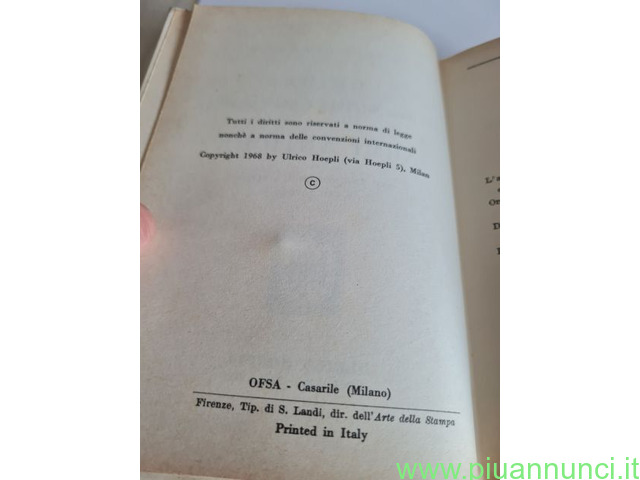 Tutti i diritti sono riservati a norma di legge
nonchè a norma delle convenzioni internazionali
Copyright 1968 by Ulrico Hoepli (via Hoepli 5), Milan
©
OFSA - Casarile (Milano)
Firenze, Tip. di S. Landi, dir. dell'Arte della Stampa
Printed in Italy
L'a
www.piuannunci.it